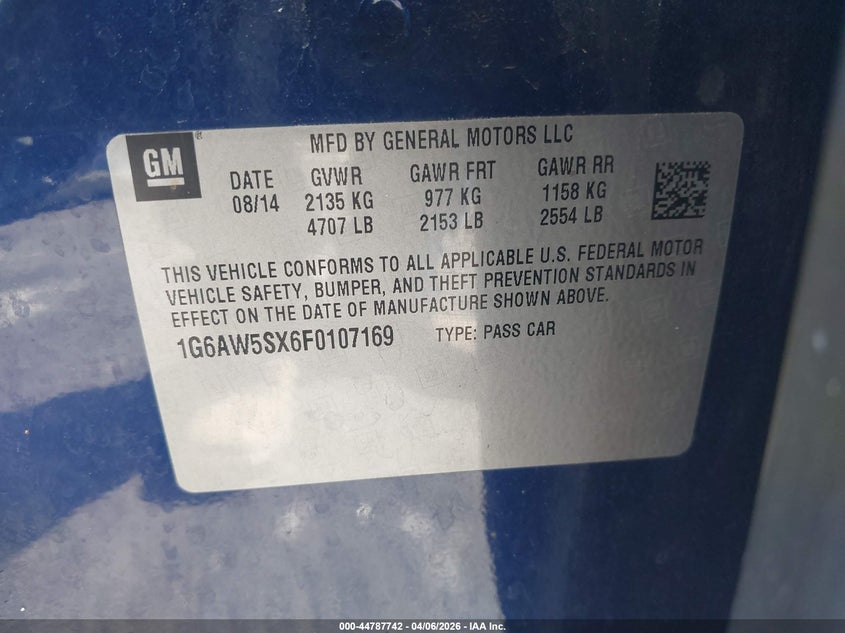 GM
MFD BY GENERAL MOTORS LLC
DATE GVWR GAWR FRT GAWR RR
08/14 2135 KG 977 KG 1158 KG
4707 LB 2153 LB 2554 LB
THIS VEHICLE CONFORMS TO ALL APPLICABLE U.S. FEDERAL MOTOR
VEHICLE SAFETY, BUMPER, AND THEFT PREVENTION STANDARDS IN
EFFECT ON THE DATE OF MANUFACTURE SHOWN ABOVE.
1G6AW5SX6F0107169 TYPE: PASS CAR
000-44787742 - 04/06/2026 - IAA Inc.